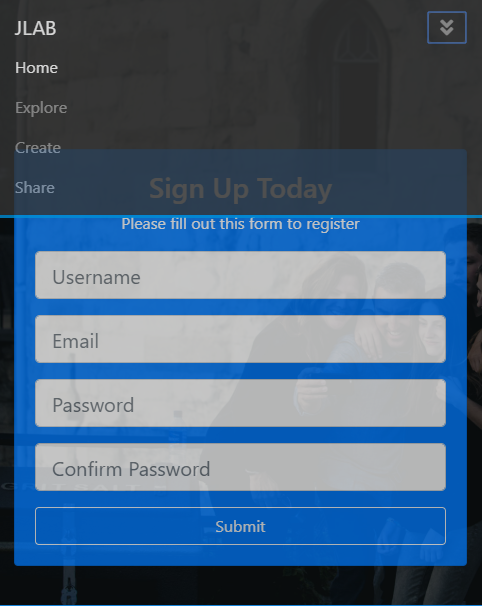 JLAB
Home
Explore
Create
Share
Sign Up Today
Please fill out this form to register
Username
Email
Password
Confirm Password
Submit